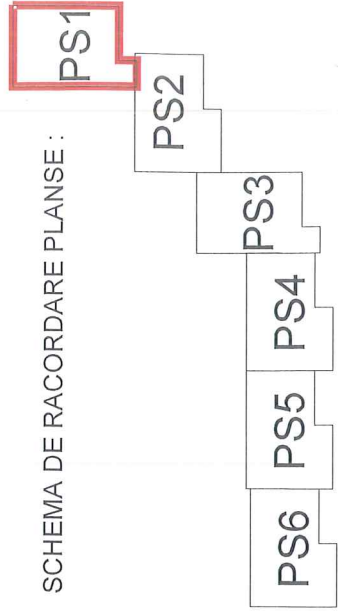 SCHEMA DE RACORDARE PLANSE :
PS1
PS2
PS3
PS4
PS5
PS6